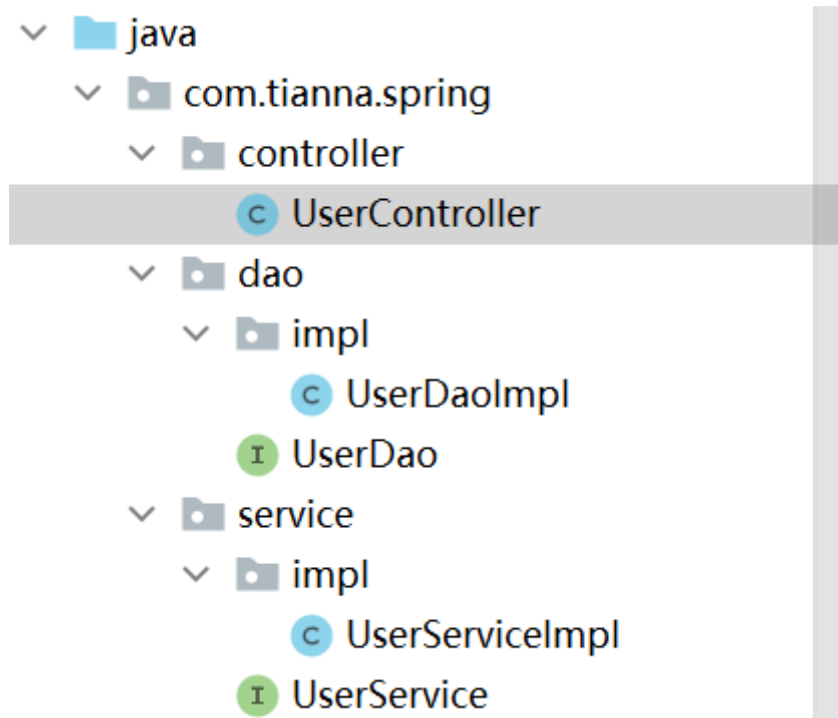 java
com.tianna.spring
controller
C UserController
dao
impl
C UserDaoImpl
I UserDao
service
impl
C UserServiceImpl
I UserService